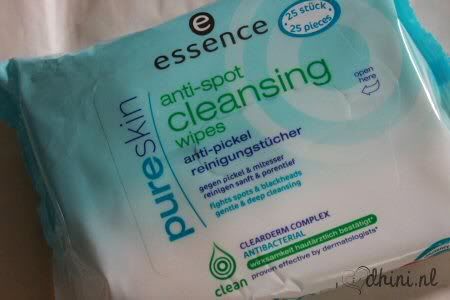 25 stück*
25 pieces*
essence
open
here
pure skin
anti-spot
cleansing
wipes
anti-pickel
reinigungstücher
gegen pickel & mitesser
reinigen sanft & porentief
fights spots & blackheads
gentle & deep cleansing
CLEARDERM COMPLEX
ANTIBACTERIAL
wirksamkeit hautärztlich bestätigt*
proven effective by dermatologists*
clean
dhini.nl